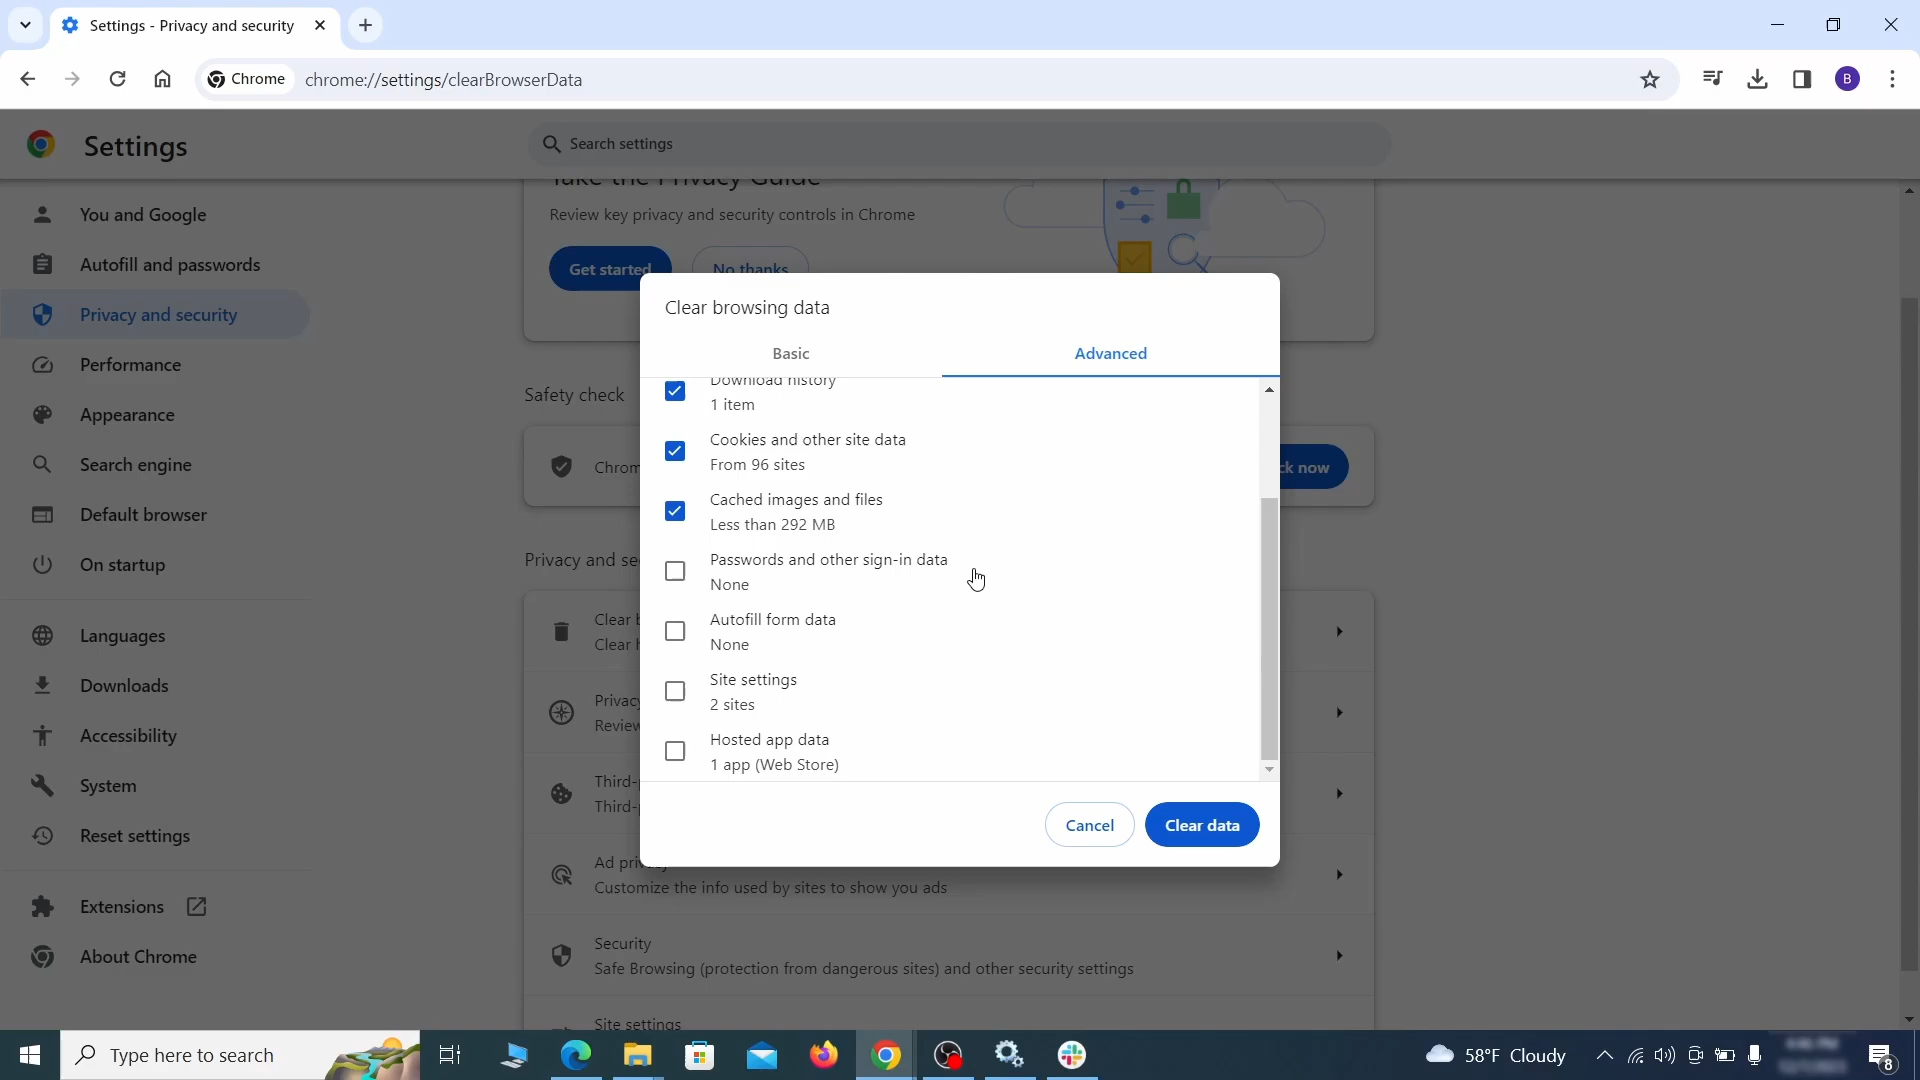 Settings - Privacy and security
Chrome
chrome://settings/clearBrowserData
B
Settings
Search settings
You and Google
Autofill and passwords
Privacy and security
Performance
Appearance
Search engine
Default browser
On startup
Languages
Downloads
Accessibility
System
Reset settings
Extensions
About Chrome
Take the Privacy Guide
Review key privacy and security controls in Chrome
Get started
No thanks
Safety check
Chrom
ck now
Privacy and se
Clear b
Clear h
Privacy
Review
Third-p
Third-p
Ad priva
Customize the info used by sites to show you ads
Security
Safe Browsing (protection from dangerous sites) and other security settings
Site settings
Clear browsing data
Basic
Advanced
Download history
1 item
Cookies and other site data
From 96 sites
Cached images and files
Less than 292 MB
Passwords and other sign-in data
None
Autofill form data
None
Site settings
2 sites
Hosted app data
1 app (Web Store)
Cancel
Clear data
Type here to search
58°F Cloudy
8